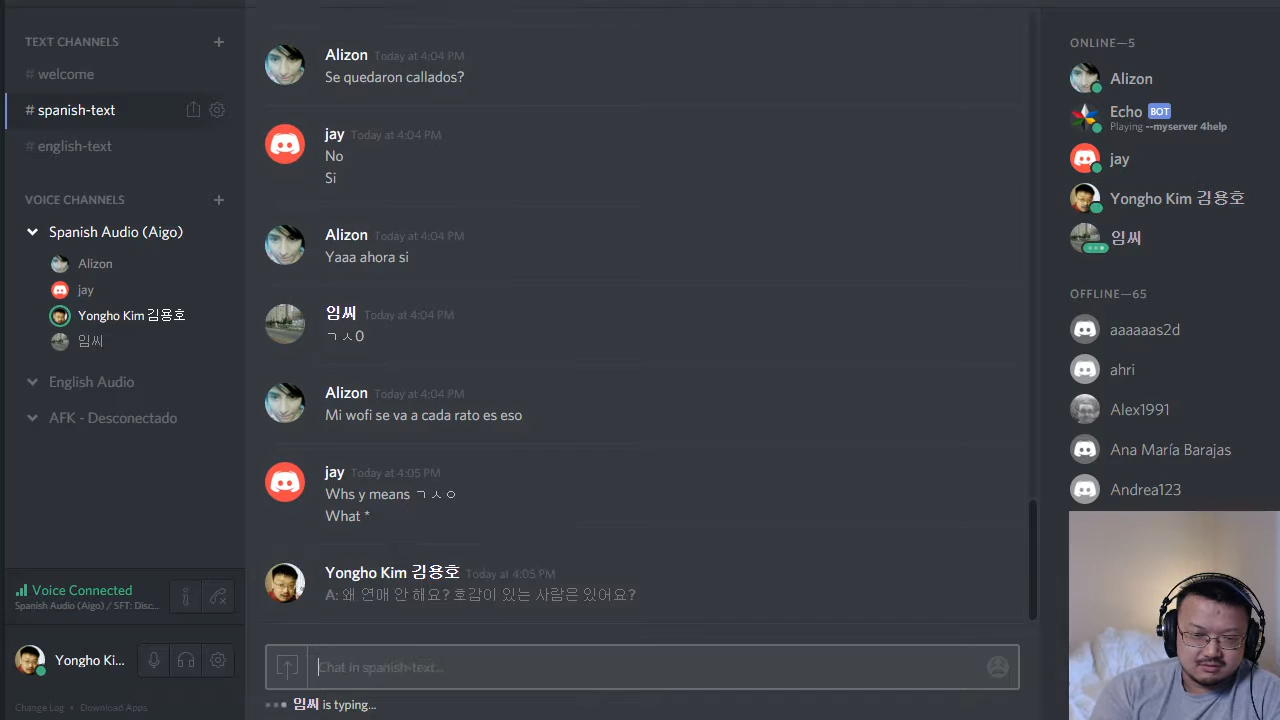 TEXT CHANNELS +
# welcome
# spanish-text
# english-text
VOICE CHANNELS +
Spanish Audio (Aigo)
Alizon
jay
Yongho Kim 김용호
임씨
English Audio
AFK - Desconectado
Voice Connected
Spanish Audio (Aigo) / SFT: Disc...
Yongho Ki...
Change Log • Download Apps
Alizon Today at 4:04 PM
Se quedaron callados?
jay Today at 4:04 PM
No
Si
Alizon Today at 4:04 PM
Yaaa ahora si
임씨 Today at 4:04 PM
ㄱㅅ0
Alizon Today at 4:04 PM
Mi wofi se va a cada rato es eso
jay Today at 4:05 PM
Whs y means ㄱㅅㅇ
What *
Yongho Kim 김용호 Today at 4:05 PM
A: 왜 연매 안 해요? 호감이 있는 사람은 있어요?
Chat in spanish-text...
임씨 is typing...
ONLINE—5
Alizon
Echo BOT
Playing --myserver 4help
jay
Yongho Kim 김용호
임씨
OFFLINE—65
aaaaaas2d
ahri
Alex1991
Ana María Barajas
Andrea123